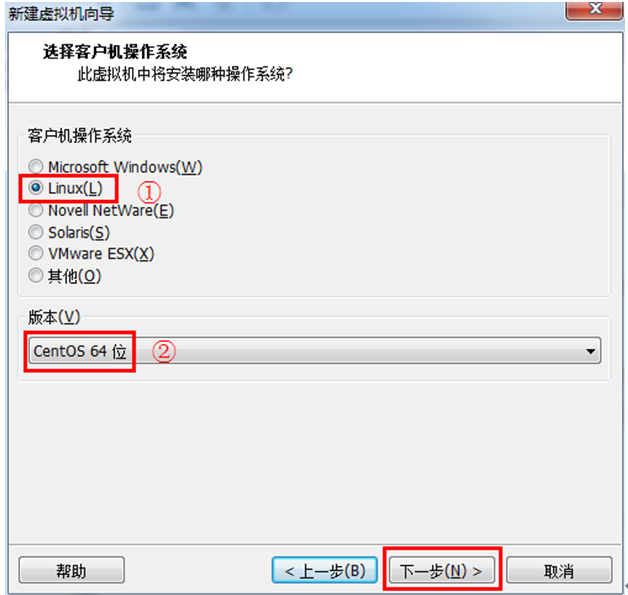 新建虚拟机向导
选择客户机操作系统
此虚拟机中将安装哪种操作系统?
客户机操作系统
Microsoft Windows(W)
Linux(L) ①
Novell NetWare(E)
Solaris(S)
VMware ESX(X)
其他(O)
版本(V)
CentOS 64 位 ②
帮助 < 上一步(B) 下一步(N) > 取消